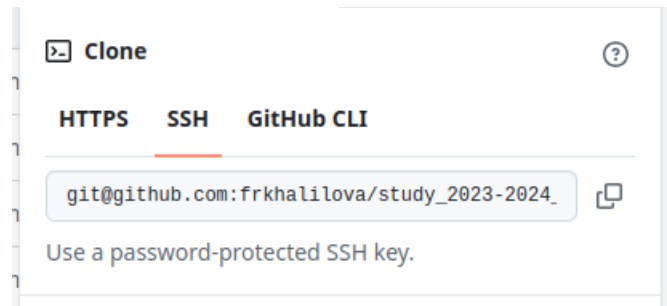 Clone
HTTPS SSH GitHub CLI
git@github.com:frkhalilova/study_2023-2024_
Use a password-protected SSH key.